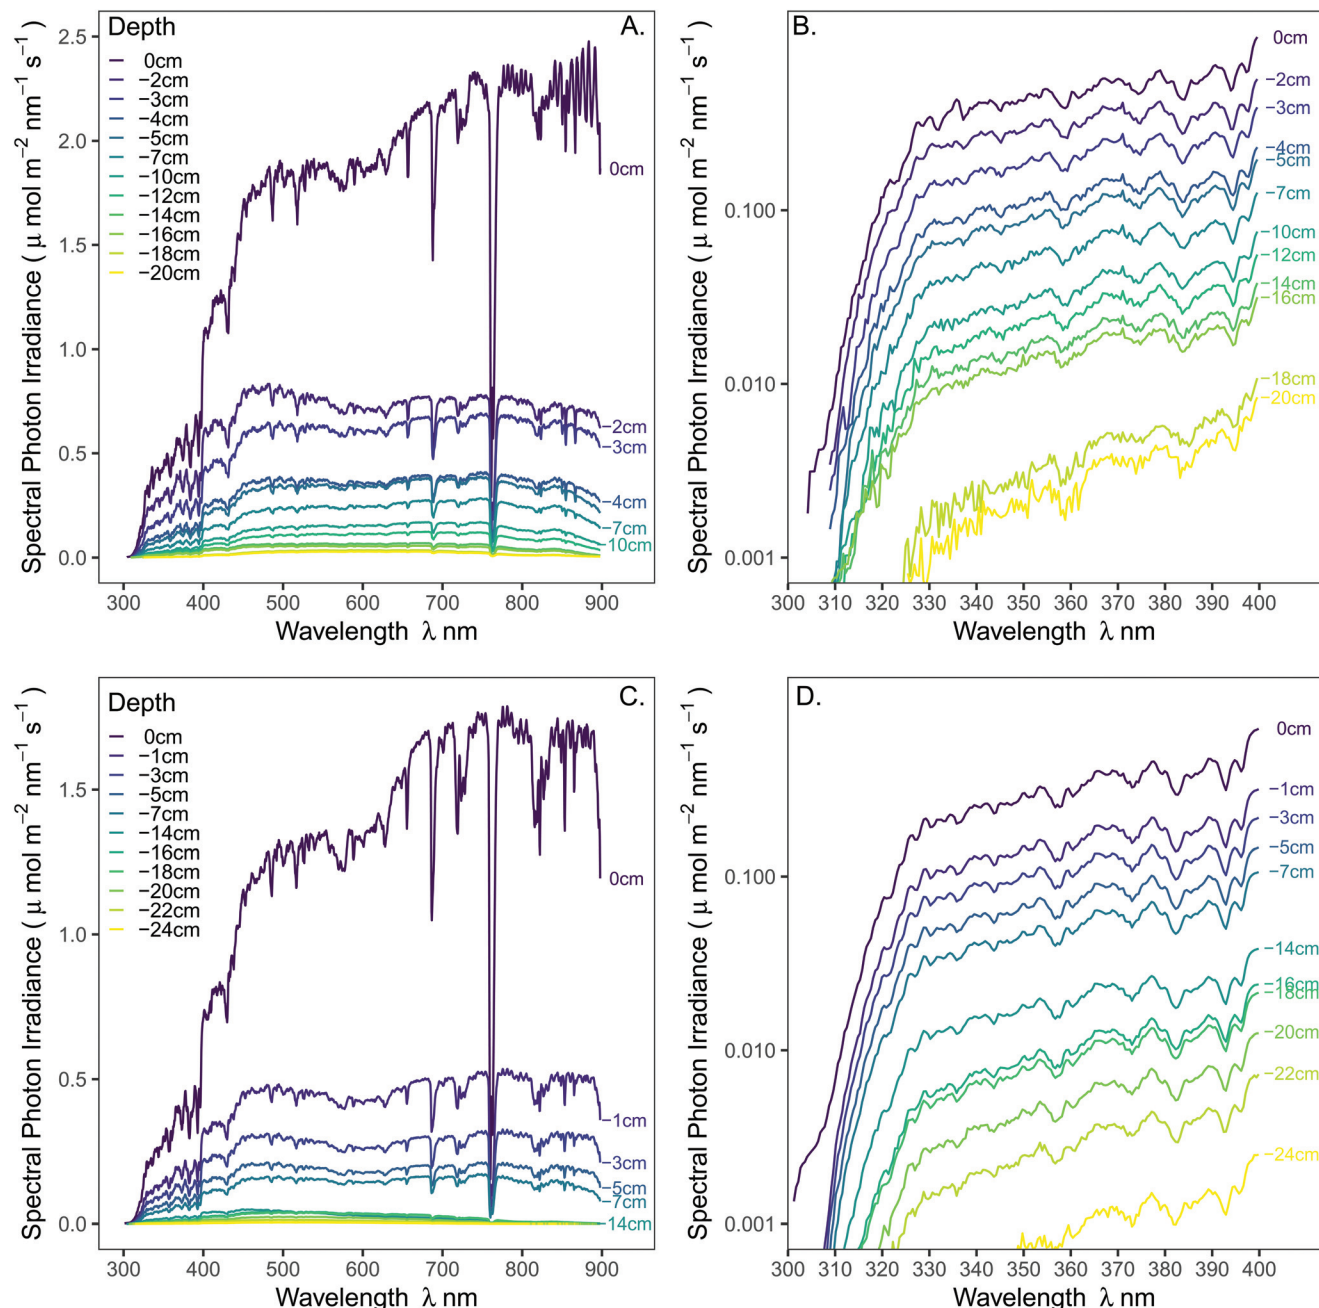 A.
Depth
0cm
−2cm
−3cm
−4cm
−5cm
−7cm
−10cm
−12cm
−14cm
−16cm
−18cm
−20cm
Spectral Photon Irradiance ( μ mol m−2 nm−1 s−1 )
2.5
2.0
1.5
1.0
0.5
0.0
0cm
−2cm
−3cm
−4cm
−7cm
−10cm
300 400 500 600 700 800 900
Wavelength λ nm
B.
Spectral Photon Irradiance ( μ mol m−2 nm−1 s−1 )
0.100
0.010
0.001
0cm
−2cm
−3cm
−4cm
−5cm
−7cm
−10cm
−12cm
−14cm
−16cm
−18cm
−20cm
300 310 320 330 340 350 360 370 380 390 400
Wavelength λ nm
C.
Depth
0cm
−1cm
−3cm
−5cm
−7cm
−14cm
−16cm
−18cm
−20cm
−22cm
−24cm
Spectral Photon Irradiance ( μ mol m−2 nm−1 s−1 )
1.5
1.0
0.5
0.0
0cm
−1cm
−3cm
−5cm
−7cm
−14cm
300 400 500 600 700 800 900
Wavelength λ nm
D.
Spectral Photon Irradiance ( μ mol m−2 nm−1 s−1 )
0.100
0.010
0.001
0cm
−1cm
−3cm
−5cm
−7cm
−14cm
−16cm
−18cm
−20cm
−22cm
−24cm
300 310 320 330 340 350 360 370 380 390 400
Wavelength λ nm